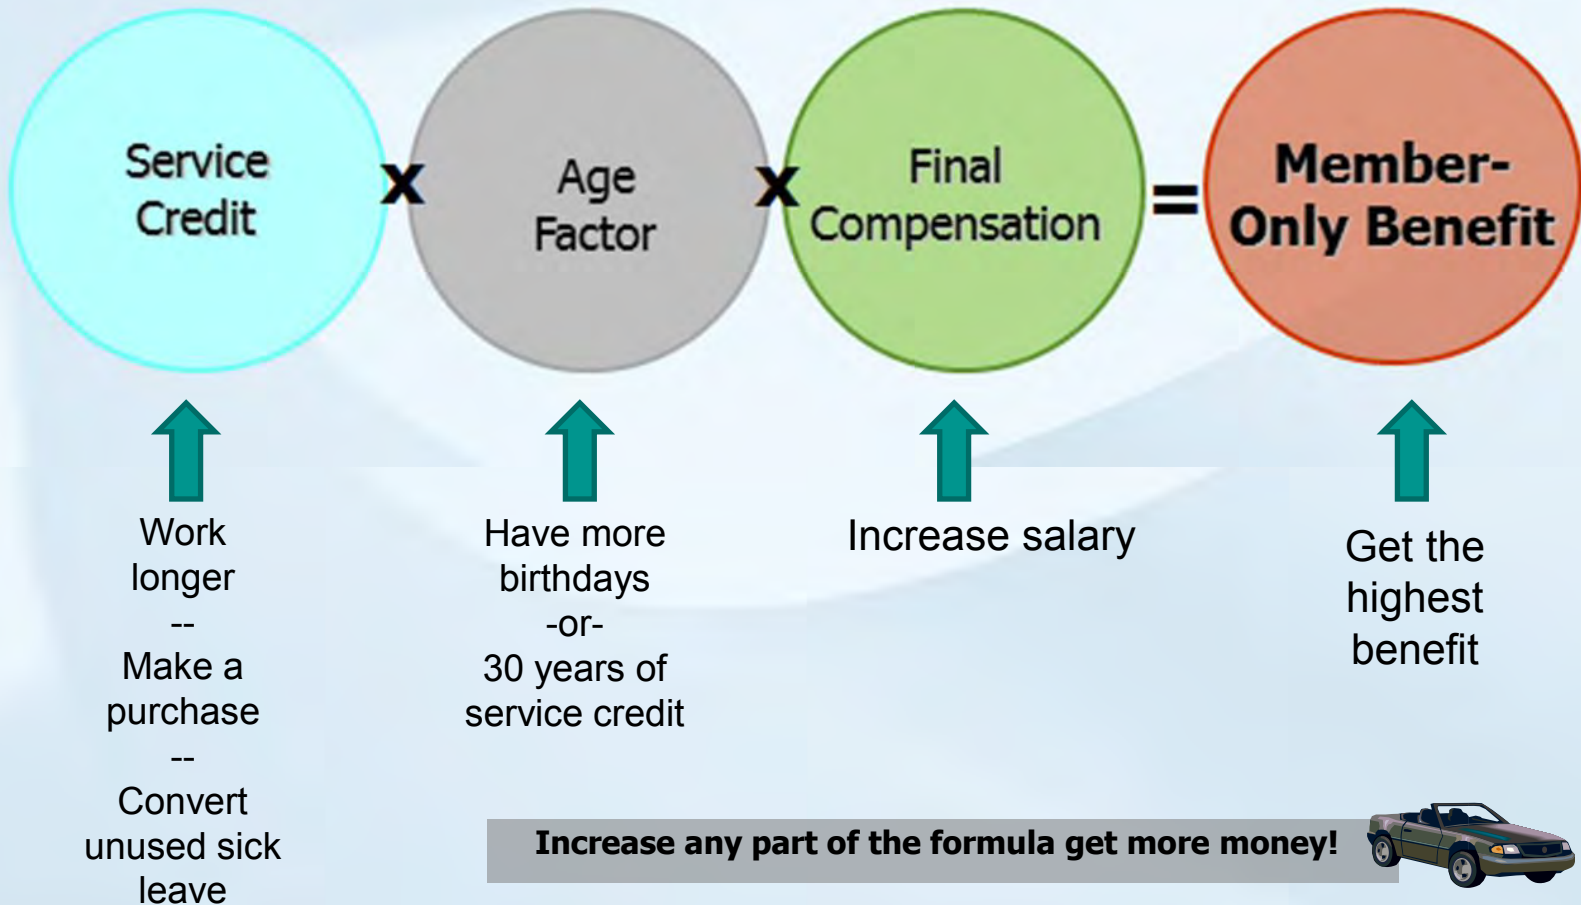 Service
Credit
x
Age
Factor
x
Final
Compensation
=
Member-
Only Benefit
Work
longer
--
Make a
purchase
--
Convert
unused sick
leave
Have more
birthdays
-or-
30 years of
service credit
Increase salary
Get the
highest
benefit
Increase any part of the formula get more money!